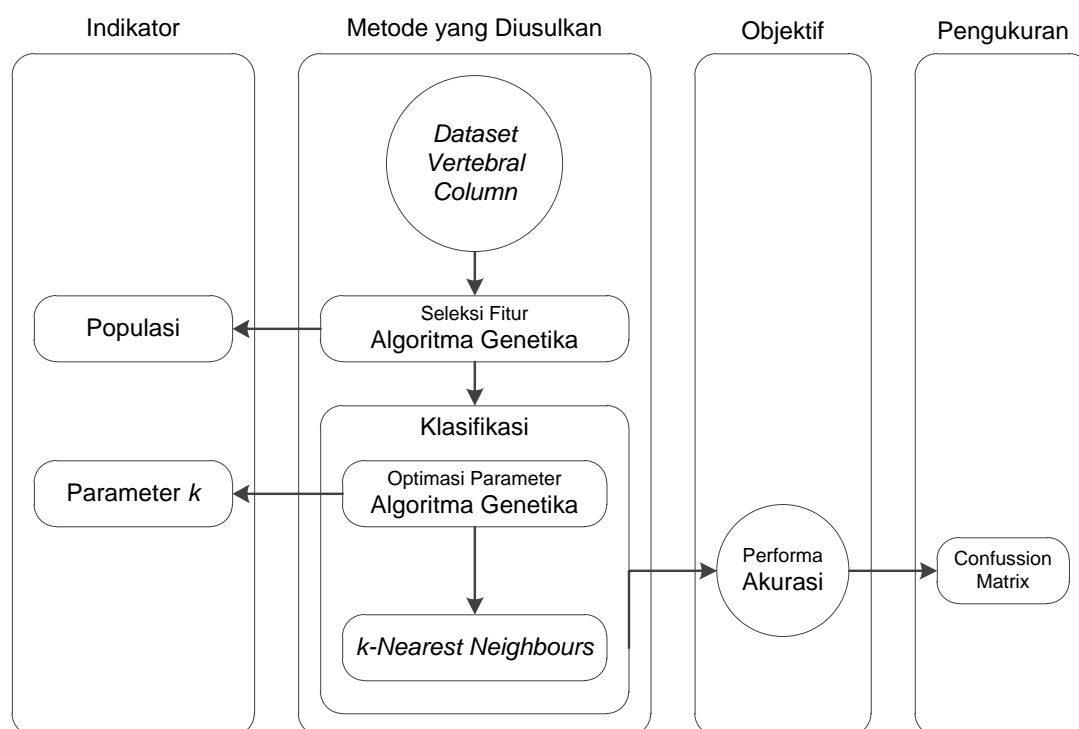 Indikator
Metode yang Diusulkan
Objektif
Pengukuran
Dataset
Vertebral
Column
Populasi
Seleksi Fitur
Algoritma Genetika
Klasifikasi
Parameter k
Optimasi Parameter
Algoritma Genetika
k-Nearest Neighbours
Performa
Akurasi
Confussion
Matrix